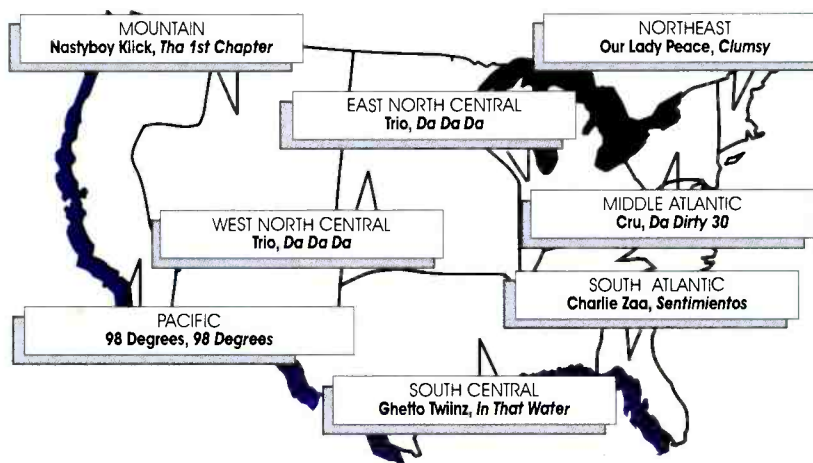 MOUNTAIN
Nastyboy Klick, Tha 1st Chapter
NORTHEAST
Our Lady Peace, Clumsy
EAST NORTH CENTRAL
Trio, Da Da Da
MIDDLE ATLANTIC
Cru, Da Dirty 30
WEST NORTH CENTRAL
Trio, Da Da Da
SOUTH ATLANTIC
Charlie Zaa, Sentimientos
PACIFIC
98 Degrees, 98 Degrees
SOUTH CENTRAL
Ghetto Twiinz, In That Water